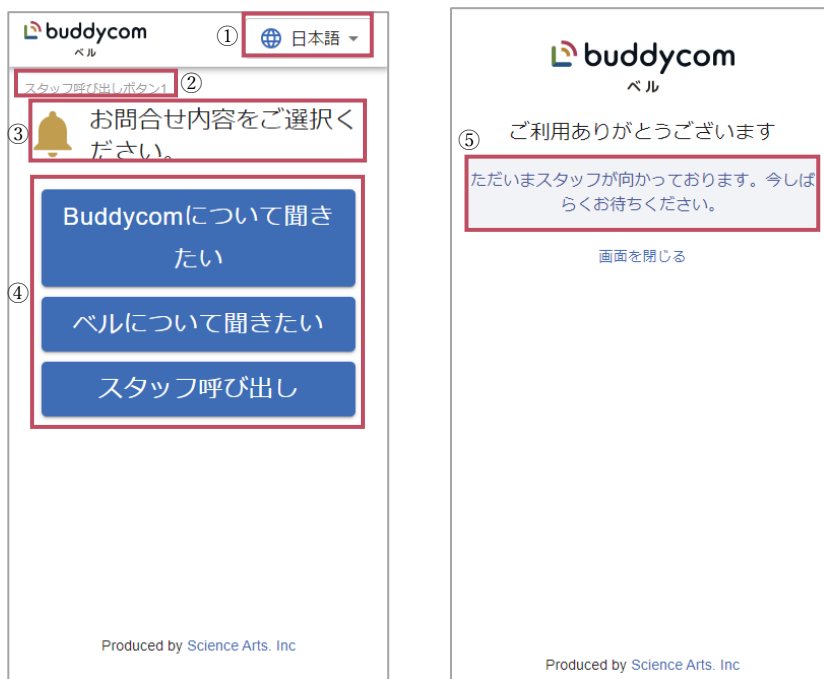 buddycom
ベル
① 日本語
スタッフ呼び出しボタン1 ②
③ お問合せ内容をご選択く
ださい。
④
Buddycomについて聞き
たい
ベルについて聞きたい
スタッフ呼び出し
Produced by Science Arts. Inc
buddycom
ベル
ご利用ありがとうございます
⑤
ただいまスタッフが向かっております。今しば
らくお待ちください。
画面を閉じる
Produced by Science Arts. Inc